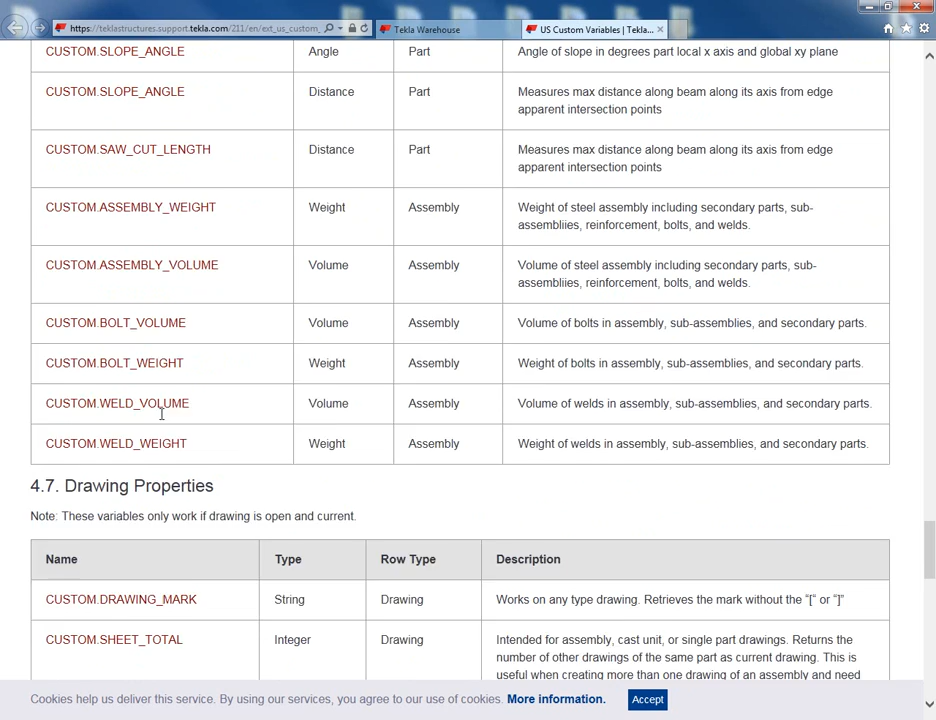 https://teklastructures.support.tekla.com/211/en/ext_us_custom_
Tekla Warehouse
US Custom Variables | Tekla...
CUSTOM.SLOPE_ANGLE Angle Part Angle of slope in degrees part local x axis and global xy plane
CUSTOM.SLOPE_ANGLE Distance Part Measures max distance along beam along its axis from edge
apparent intersection points
CUSTOM.SAW_CUT_LENGTH Distance Part Measures max distance along beam along its axis from edge
apparent intersection points
CUSTOM.ASSEMBLY_WEIGHT Weight Assembly Weight of steel assembly including secondary parts, sub-
assembliies, reinforcement, bolts, and welds.
CUSTOM.ASSEMBLY_VOLUME Volume Assembly Volume of steel assembly including secondary parts, sub-
assembliies, reinforcement, bolts, and welds.
CUSTOM.BOLT_VOLUME Volume Assembly Volume of bolts in assembly, sub-assemblies, and secondary parts.
CUSTOM.BOLT_WEIGHT Weight Assembly Weight of bolts in assembly, sub-assemblies, and secondary parts.
CUSTOM.WELD_VOLUME Volume Assembly Volume of welds in assembly, sub-assemblies, and secondary parts.
CUSTOM.WELD_WEIGHT Weight Assembly Weight of welds in assembly, sub-assemblies, and secondary parts.
4.7. Drawing Properties
Note: These variables only work if drawing is open and current.
Name Type Row Type Description
CUSTOM.DRAWING_MARK String Drawing Works on any type drawing. Retrieves the mark without the “[“ or “]”
CUSTOM.SHEET_TOTAL Integer Drawing Intended for assembly, cast unit, or single part drawings. Returns the
number of other drawings of the same part as current drawing. This is
useful when creating more than one drawing of an assembly and need
Cookies help us deliver this service. By using our services, you agree to our use of cookies. More information. Accept